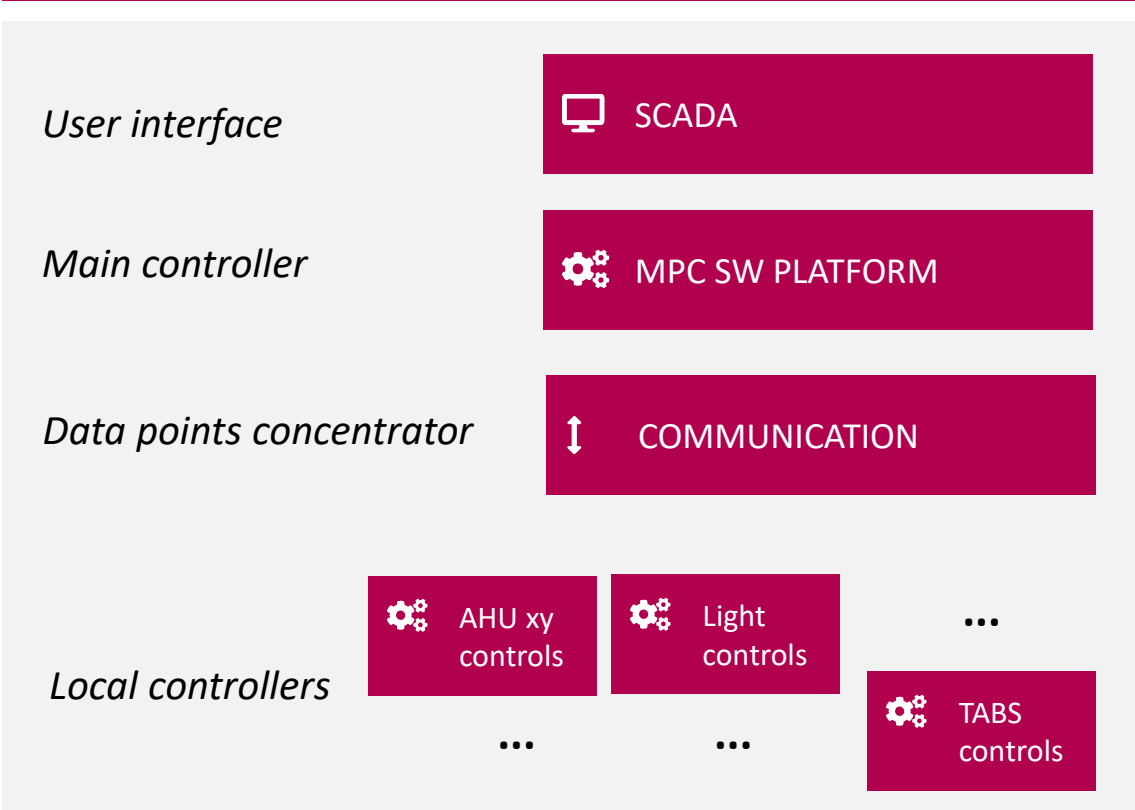 User interface
SCADA
Main controller
MPC SW PLATFORM
Data points concentrator
COMMUNICATION
Local controllers
AHU xy
controls
Light
controls
...
TABS
controls
...
...